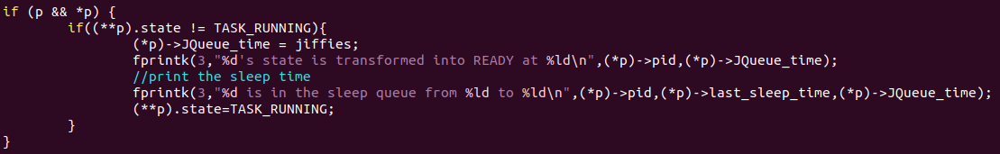 if (p && *p) {
        if((**p).state != TASK_RUNNING){
                (*p)->JQueue_time = jiffies;
                fprintk(3,"%d's state is transformed into READY at %ld\n",(*p)->pid,(*p)->JQueue_time);
                //print the sleep time
                fprintk(3,"%d is in the sleep queue from %ld to %ld\n",(*p)->pid,(*p)->last_sleep_time,(*p)->JQueue_time);
                (**p).state=TASK_RUNNING;
        }
}